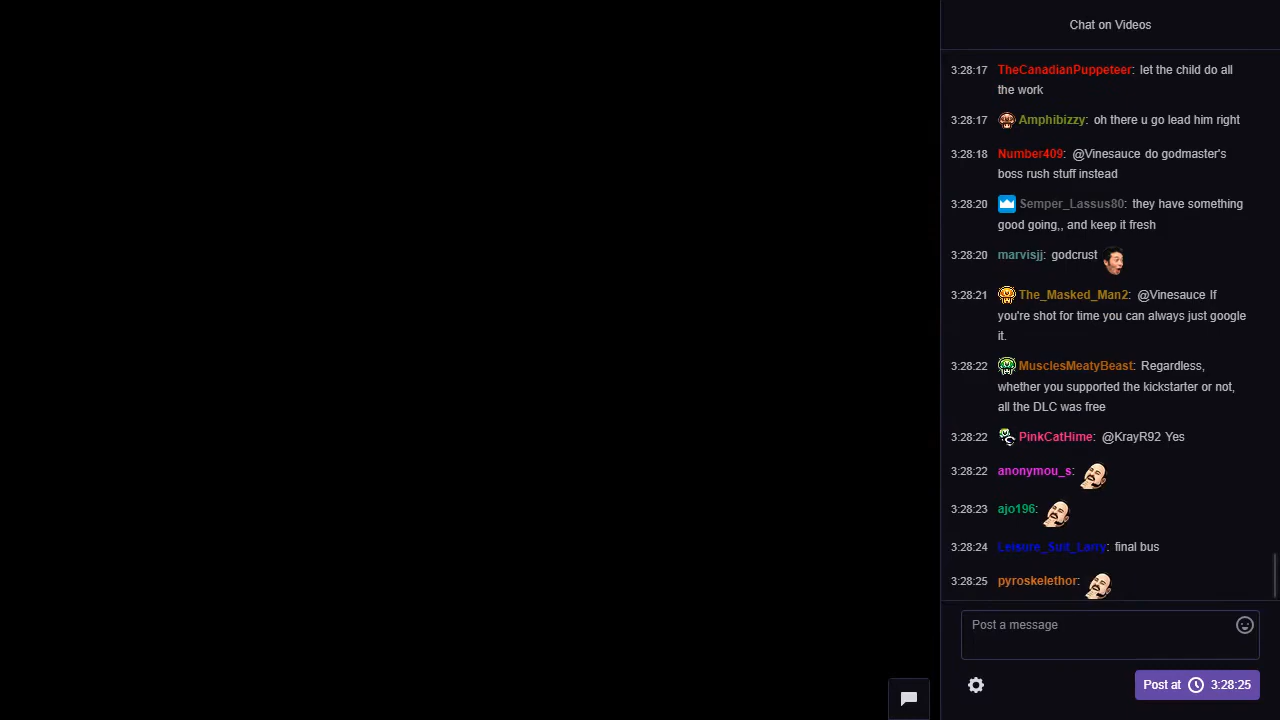 Chat on Videos
3:28:17 TheCanadianPuppeteer: let the child do all
the work
3:28:17 Amphibizzy: oh there u go lead him right
3:28:18 Number409: @Vinesauce do godmaster's
boss rush stuff instead
3:28:20 Semper_Lassus80: they have something
good going,, and keep it fresh
3:28:20 marvisjj: godcrust
3:28:21 The_Masked_Man2: @Vinesauce If
you're shot for time you can always just google
it.
3:28:22 MusclesMeatyBeast: Regardless,
whether you supported the kickstarter or not,
all the DLC was free
3:28:22 PinkCatHime: @KrayR92 Yes
3:28:22 anonymou_s:
3:28:23 ajo196:
3:28:24 Leisure_Suit_Larry: final bus
3:28:25 pyroskelethor:
Post a message
Post at 3:28:25